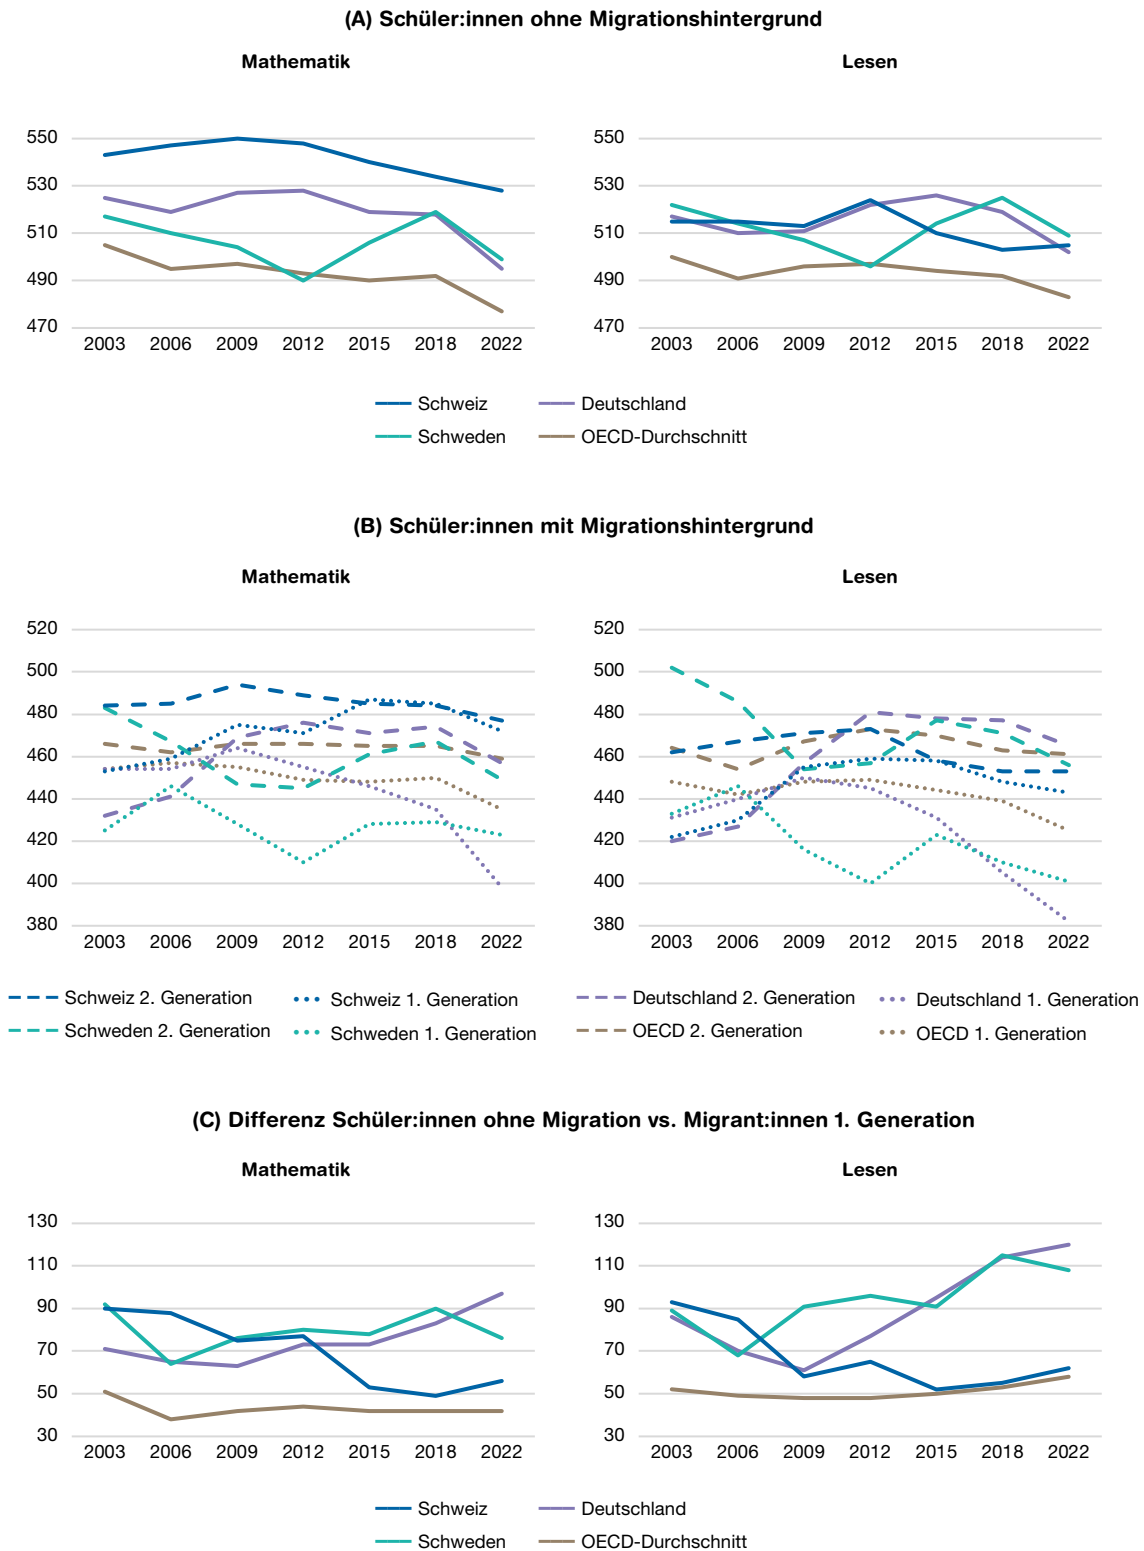 (A) Schüler:innen ohne Migrationshintergrund
Mathematik
Lesen
550
530
510
490
470
2003 2006 2009 2012 2015 2018 2022
550
530
510
490
470
2003 2006 2009 2012 2015 2018 2022
Schweiz
Deutschland
Schweden
OECD-Durchschnitt
(B) Schüler:innen mit Migrationshintergrund
Mathematik
Lesen
520
500
480
460
440
420
400
380
2003 2006 2009 2012 2015 2018 2022
520
500
480
460
440
420
400
380
2003 2006 2009 2012 2015 2018 2022
Schweiz 2. Generation
Schweiz 1. Generation
Deutschland 2. Generation
Deutschland 1. Generation
Schweden 2. Generation
Schweden 1. Generation
OECD 2. Generation
OECD 1. Generation
(C) Differenz Schüler:innen ohne Migration vs. Migrant:innen 1. Generation
Mathematik
Lesen
130
110
90
70
50
30
2003 2006 2009 2012 2015 2018 2022
130
110
90
70
50
30
2003 2006 2009 2012 2015 2018 2022
Schweiz
Deutschland
Schweden
OECD-Durchschnitt